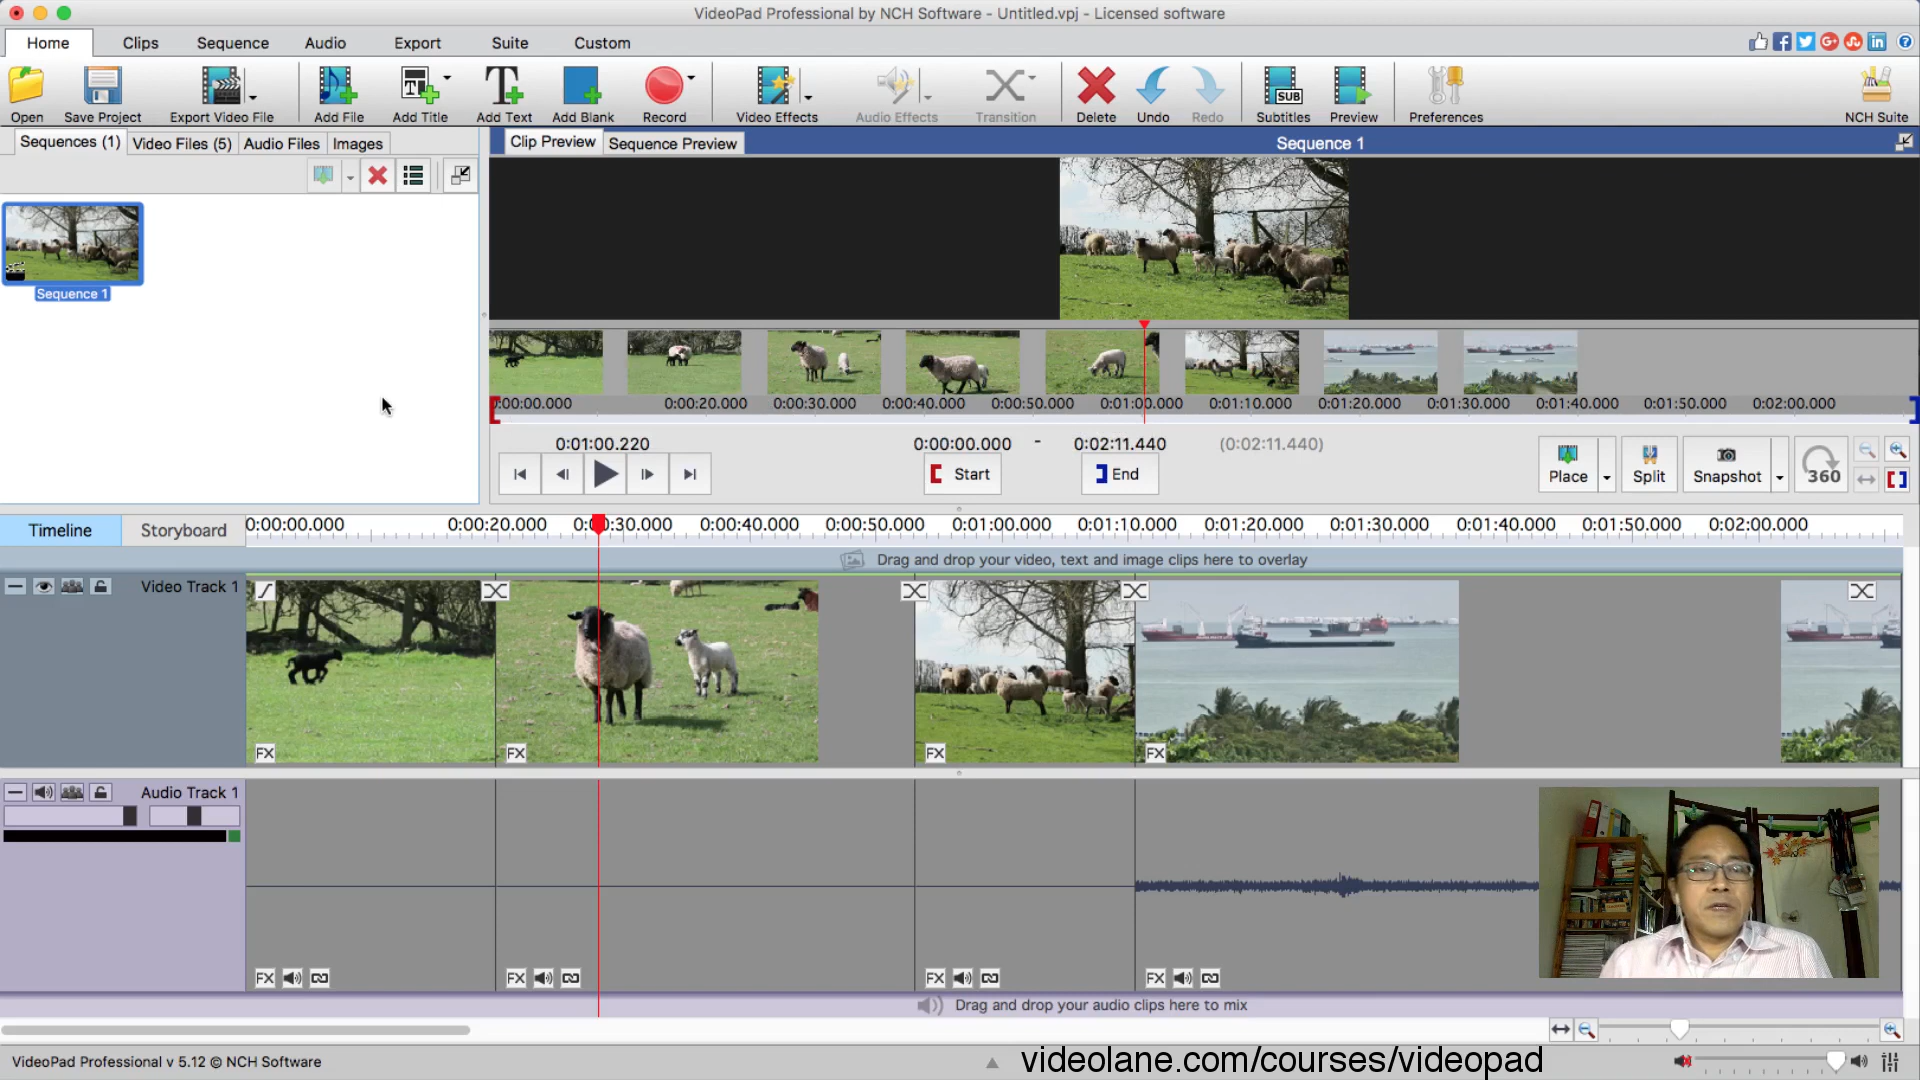 VideoPad Professional by NCH Software - Untitled.vpj - Licensed software
Home Clips Sequence Audio Export Suite Custom
Open Save Project Export Video File Add File Add Title Add Text Add Blank Record Video Effects Audio Effects Transition Delete Undo Redo Subtitles Preview Preferences NCH Suite
SUB
Sequences (1) Video Files (5) Audio Files Images
Clip Preview Sequence Preview Sequence 1
Sequence 1
0:00:00.000 0:00:20.000 0:00:30.000 0:00:40.000 0:00:50.000 0:01:00.000 0:01:10.000 0:01:20.000 0:01:30.000 0:01:40.000 0:01:50.000 0:02:00.000
0:01:00.220 0:00:00.000 - 0:02:11.440 (0:02:11.440)
Start End Place Split Snapshot 360
Timeline Storyboard 0:00:00.000 0:00:20.000 0:00:30.000 0:00:40.000 0:00:50.000 0:01:00.000 0:01:10.000 0:01:20.000 0:01:30.000 0:01:40.000 0:01:50.000 0:02:00.000
Drag and drop your video, text and image clips here to overlay
Video Track 1
FX FX FX FX
Audio Track 1
FX FX FX FX
Drag and drop your audio clips here to mix
VideoPad Professional v 5.12 © NCH Software
videolane.com/courses/videopad